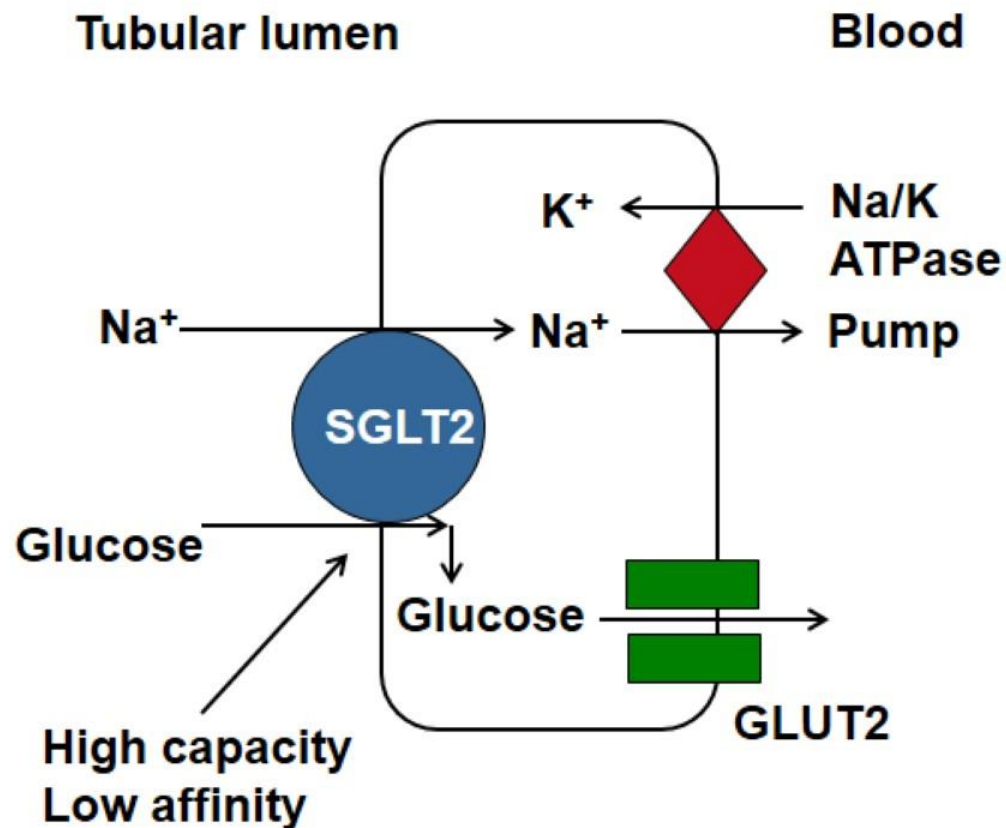 Tubular lumen
Blood
K⁺
Na/K
ATPase
Na⁺
Na⁺
Pump
SGLT2
Glucose
Glucose
GLUT2
High capacity
Low affinity